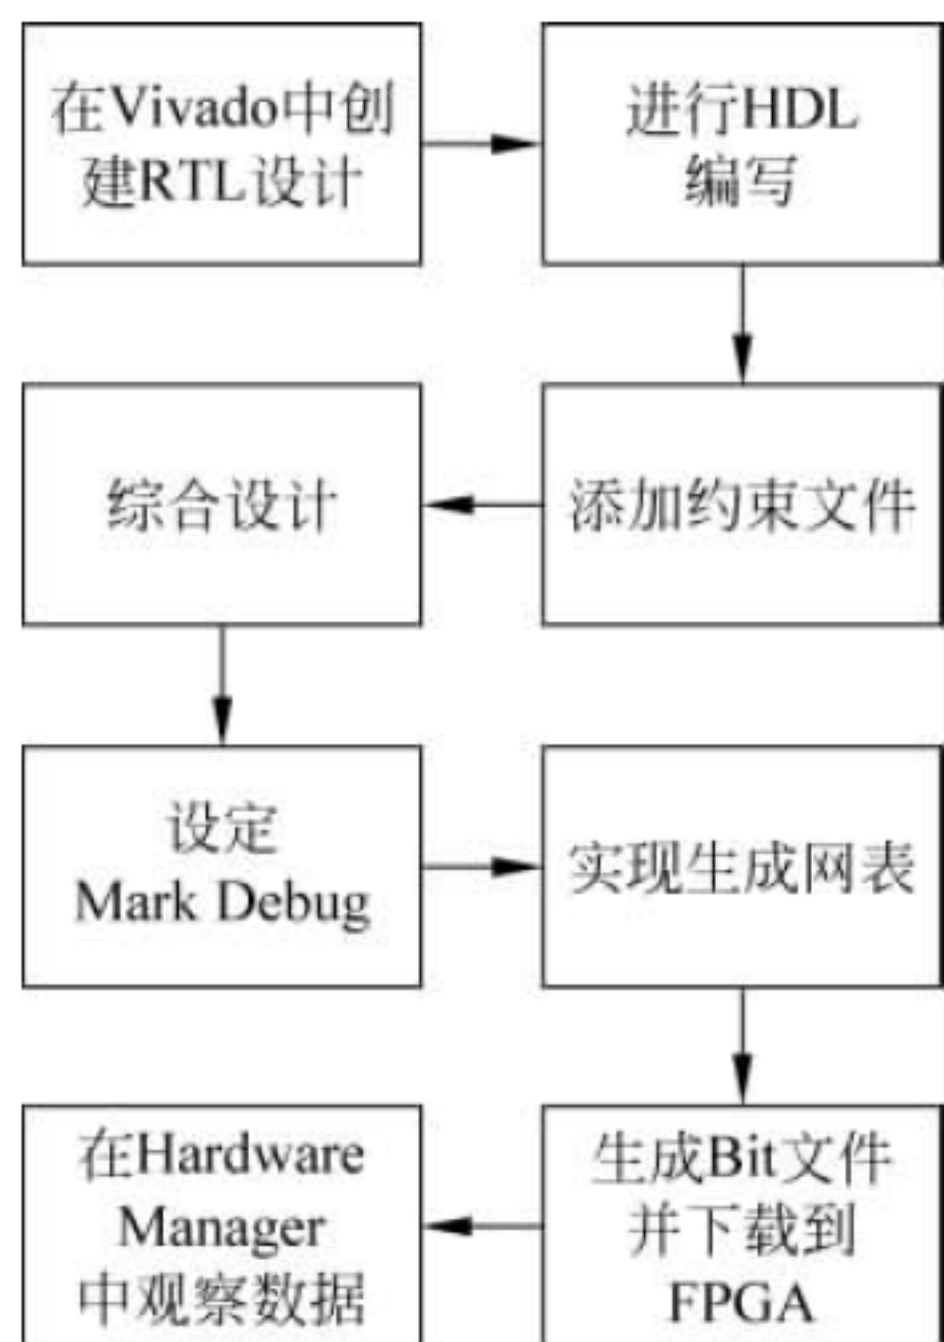 在Vivado中创
建RTL设计
进行HDL
编写
添加约束文件
综合设计
设定
Mark Debug
实现生成网表
生成Bit文件
并下载到
FPGA
在Hardware
Manager
中观察数据